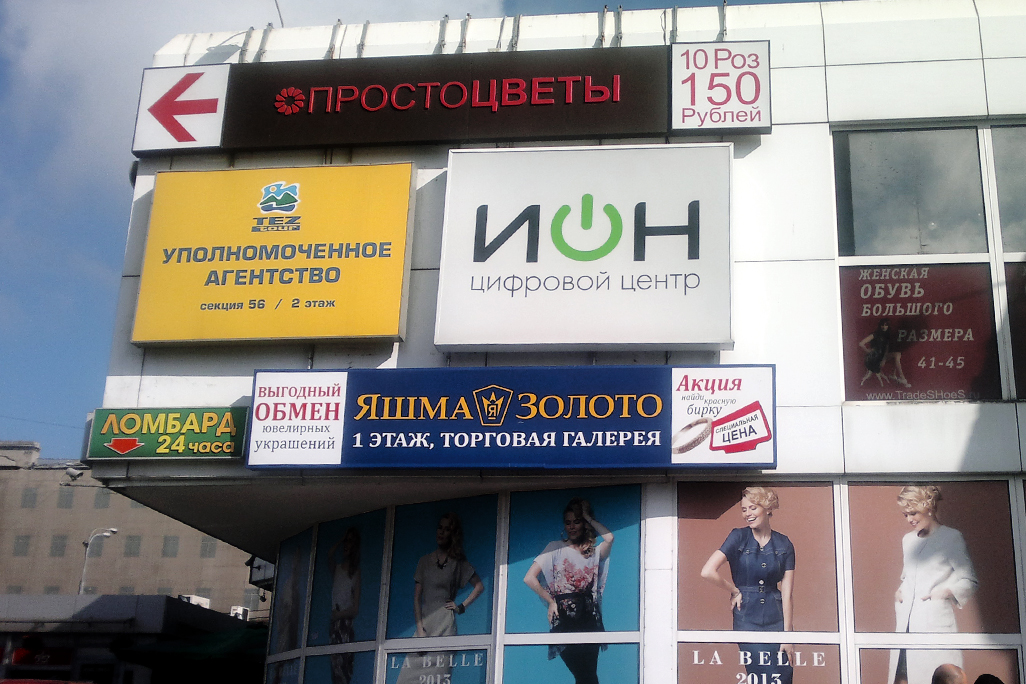 ПРОСТОЦВЕТЫ
10 Роз
150
Рублей
TEZ
tour
УПОЛНОМОЧЕННОЕ
АГЕНТСТВО
секция 56 / 2 этаж
ИОН
цифровой центр
ЖЕНСКАЯ
ОБУВЬ
БОЛЬШОГО
РАЗМЕРА
41-45
www.TradeSHoeS
ЛОМБАРД
24 часа
ВЫГОДНЫЙ
ОБМЕН
ювелирных
украшений
ЯШМА ЗОЛОТО
1 ЭТАЖ, ТОРГОВАЯ ГАЛЕРЕЯ
Акция
найди красную
бирку
СПЕЦИАЛЬНАЯ
ЦЕНА
LA BELLE
2013
LA BELLE
2013